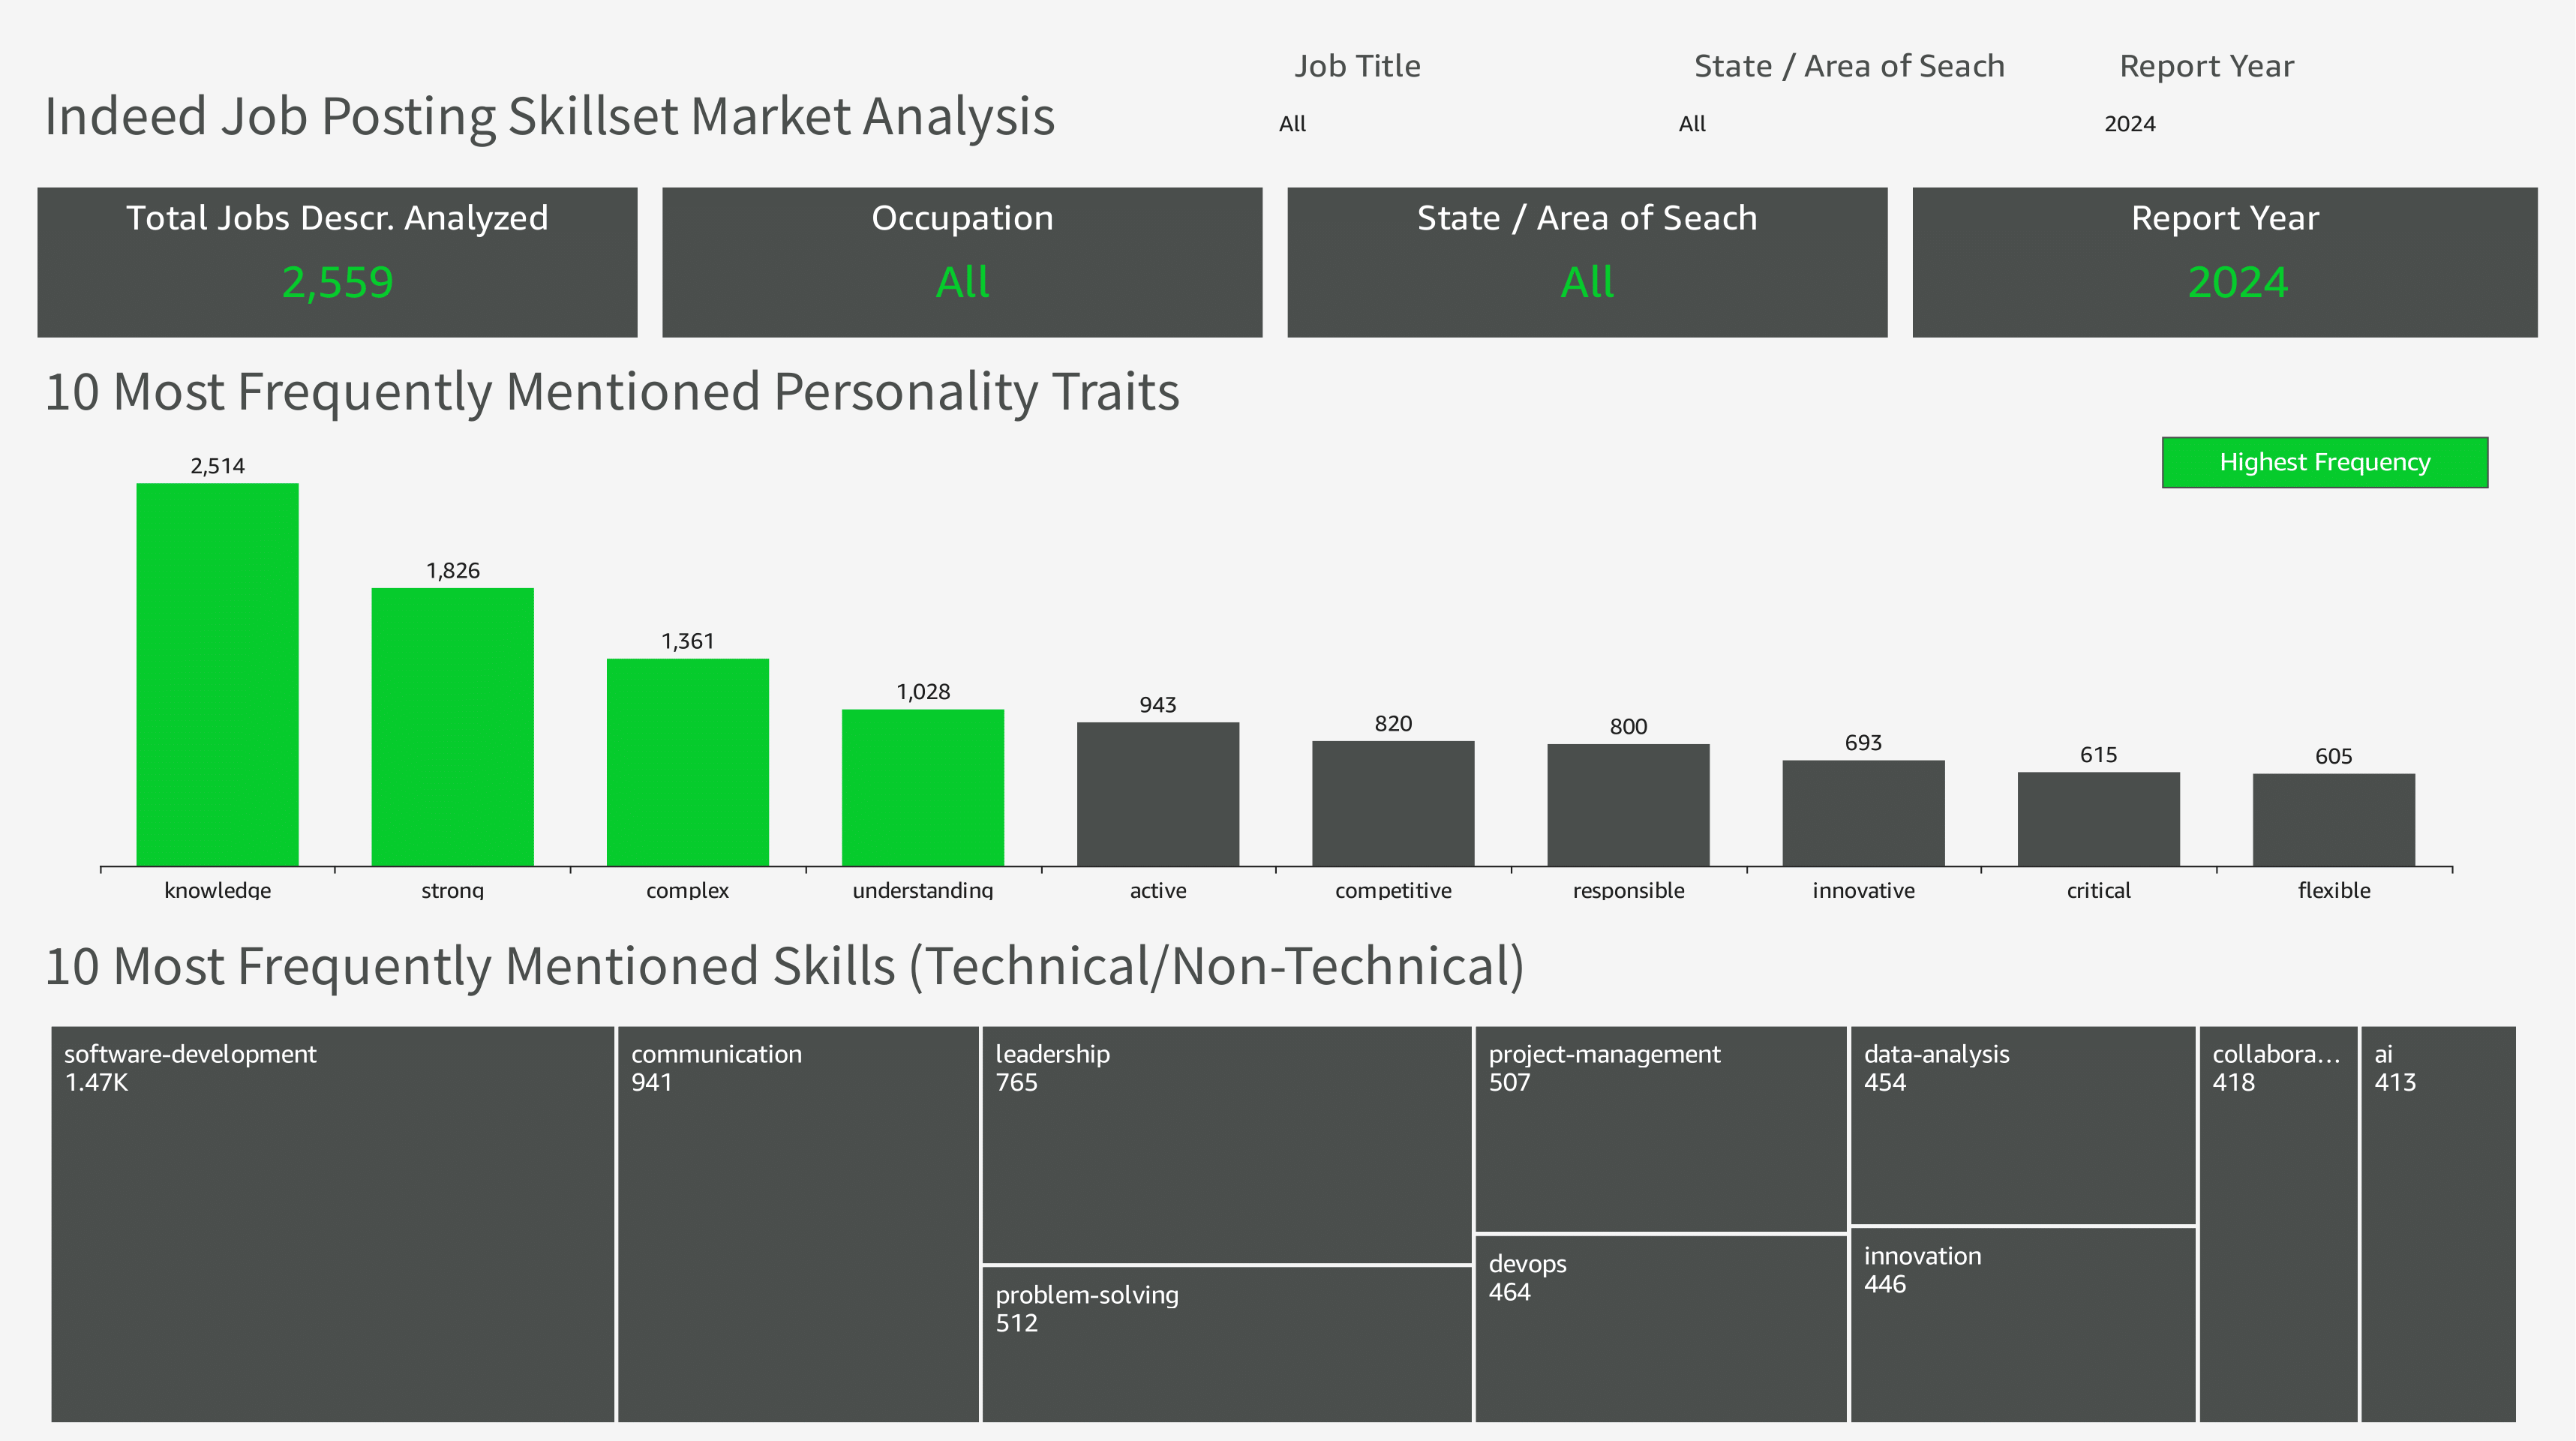 Job Title
State / Area of Seach
Report Year
Indeed Job Posting Skillset Market Analysis
All
All
2024
Total Jobs Descr. Analyzed
2,559
Occupation
All
State / Area of Seach
All
Report Year
2024
10 Most Frequently Mentioned Personality Traits
Highest Frequency
2,514
1,826
1,361
1,028
943
820
800
693
615
605
knowledge
strong
complex
understanding
active
competitive
responsible
innovative
critical
flexible
10 Most Frequently Mentioned Skills (Technical/Non-Technical)
software-development
1.47K
communication
941
leadership
765
problem-solving
512
project-management
507
devops
464
data-analysis
454
innovation
446
collabora...
418
ai
413